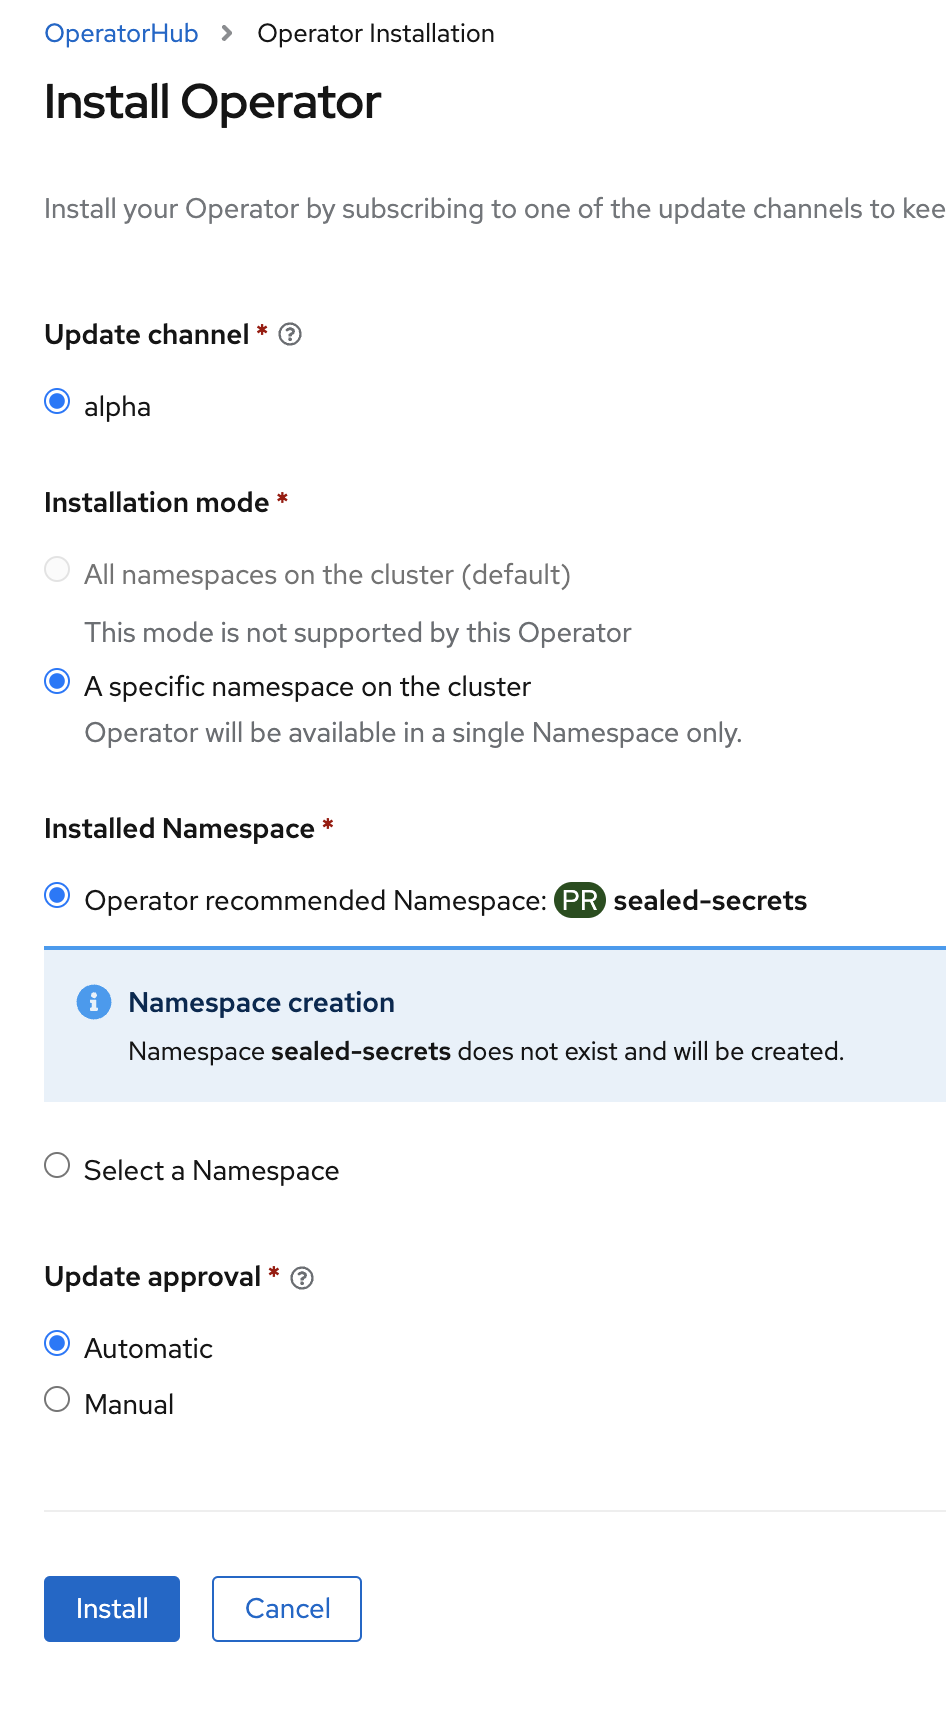 OperatorHub > Operator Installation
Install Operator
Install your Operator by subscribing to one of the update channels to kee
Update channel *
alpha
Installation mode *
All namespaces on the cluster (default)
This mode is not supported by this Operator
A specific namespace on the cluster
Operator will be available in a single Namespace only.
Installed Namespace *
Operator recommended Namespace: PR sealed-secrets
Namespace creation
Namespace sealed-secrets does not exist and will be created.
Select a Namespace
Update approval *
Automatic
Manual
Install Cancel